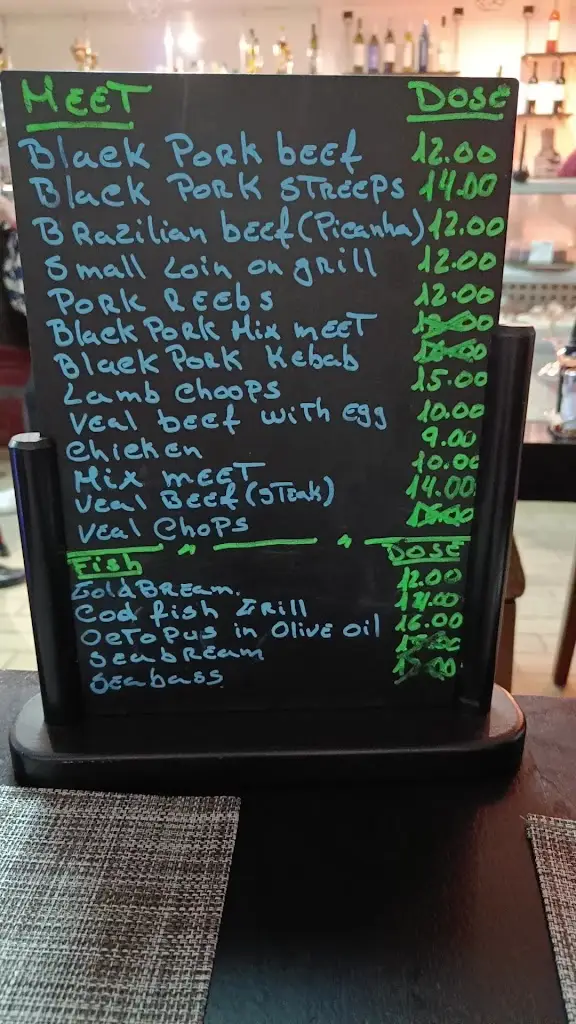 MEET DOSE
Black PORK beef 12.00
Black PORK STREEPS 14.00
BRazilian beef (Picanha) 12.00
Small Loin on grill 12.00
PORK REEbs 12.00
Black PORK Mix mEET
Black PORK Kebab
Lamb choops 15.00
Veal beef with egg 10.00
chicken 9.00
Mix mEET 10.00
Veal BEEf (STEak) 14.00
Veal ChoPS
Fish DOSE
GoldBREam. 12.00
Cod fish GRill
OcToPus in Olive oil 16.00
SEabREam
SEabass